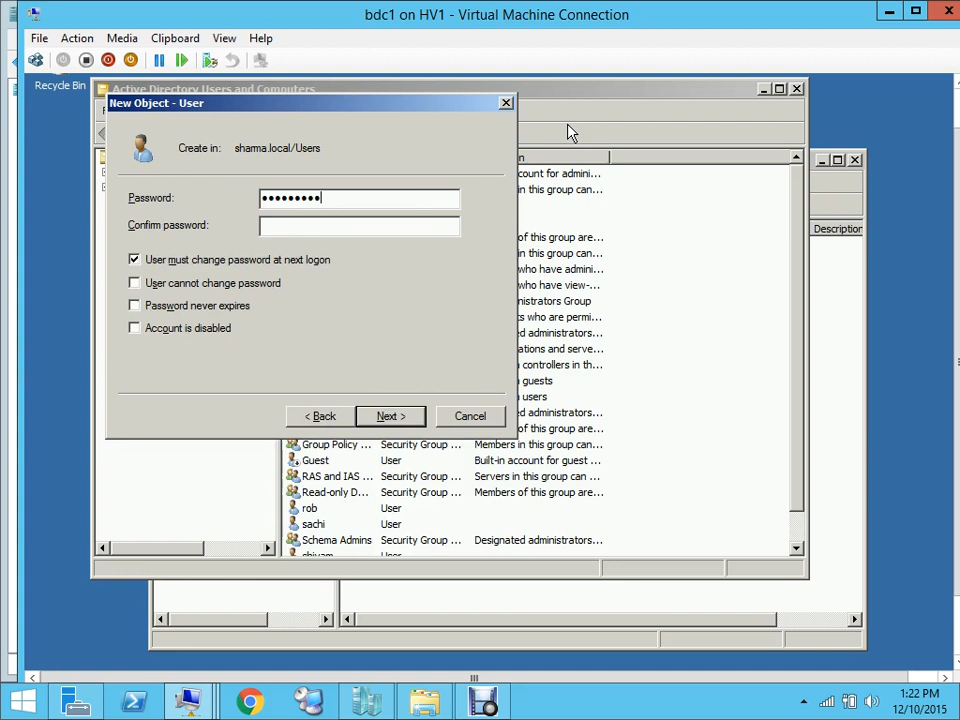 bdc1 on HV1 - Virtual Machine Connection
File Action Media Clipboard View Help
Recycle Bin
Active Directory Users and Computers
New Object - User
Create in: sharma.local/Users
Password:
Confirm password:
User must change password at next logon
User cannot change password
Password never expires
Account is disabled
< Back Next > Cancel
count for admini...
in this group can...
Description
of this group are...
in this group can...
who have admini...
who have view-...
istrators Group
ts who are permi...
d administrators...
ations and serve...
controllers in th...
guests
users
d administrators...
of this group are...
Group Policy ... Security Group ... Members in this group can...
Guest User Built-in account for guest ...
RAS and IAS ... Security Group ... Servers in this group can ...
Read-only D... Security Group ... Members of this group are...
rob User
sachi User
Schema Admins Security Group ... Designated administrators...
1:22 PM
12/10/2015